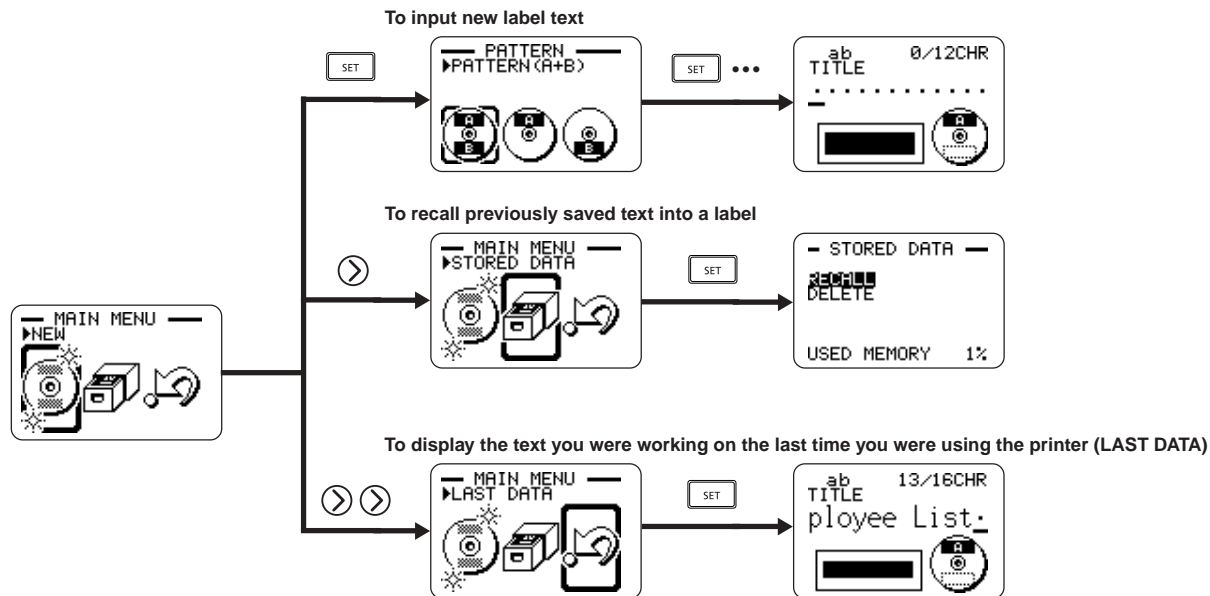 To input new label text
SET
PATTERN
▶PATTERN(A+B)
A
B
A
B
SET •••
ab 0/12CHR
TITLE
A
To recall previously saved text into a label
MAIN MENU
▶STORED DATA
SET
STORED DATA
RECALL
DELETE
USED MEMORY 1%
MAIN MENU
▶NEW
To display the text you were working on the last time you were using the printer (LAST DATA)
MAIN MENU
▶LAST DATA
SET
ab 13/16CHR
TITLE
ployee List.
A